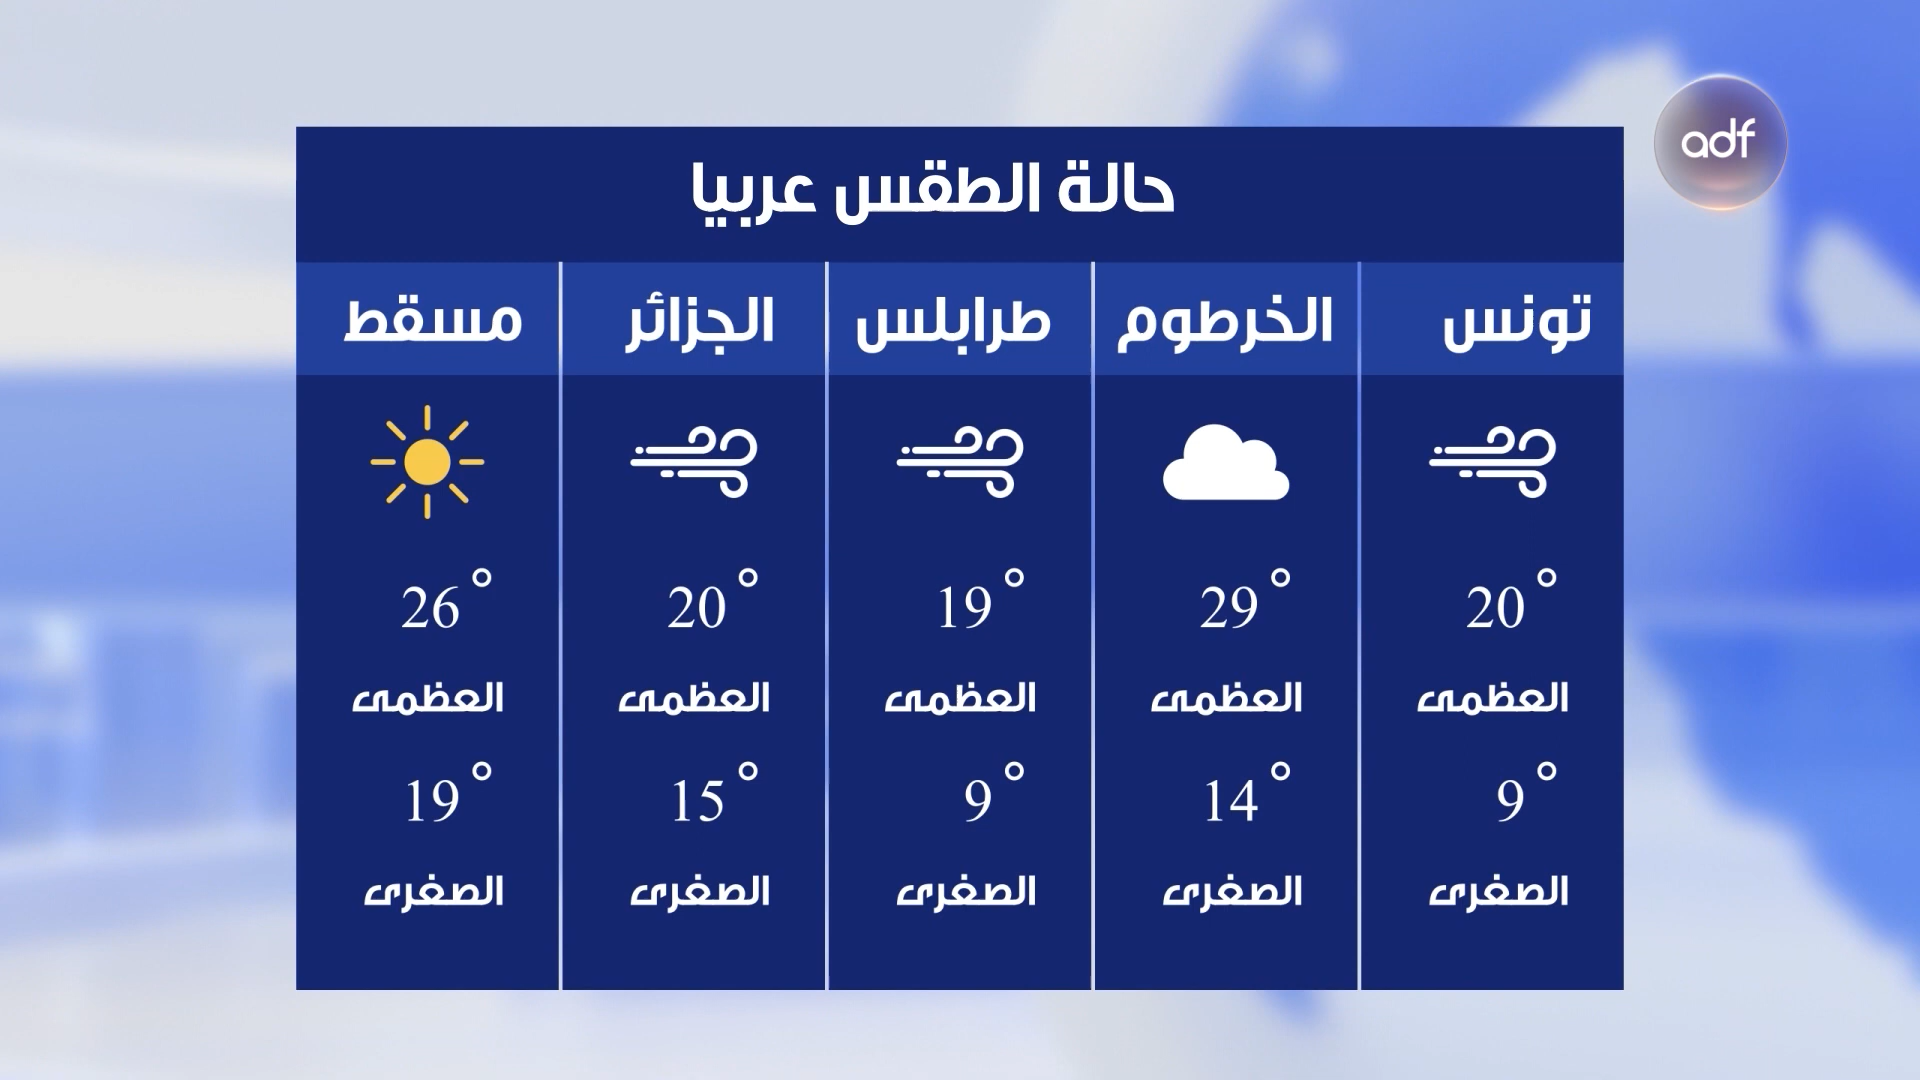 adf
حالة الطقس عربيا
تونس الخرطوم طرابلس الجزائر مسقط
20° 29° 19° 20° 26°
العظمى العظمى العظمى العظمى العظمى
9° 14° 9° 15° 19°
الصغرى الصغرى الصغرى الصغرى الصغرى